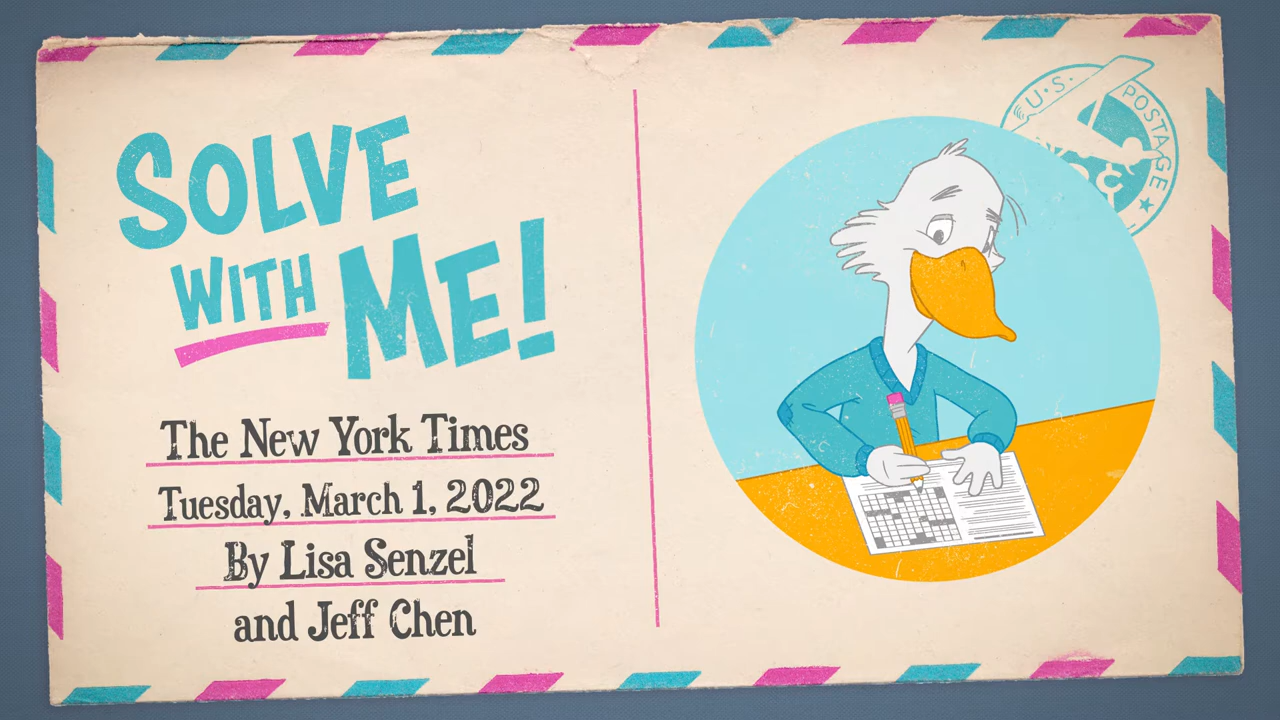 SOLVE
WITH ME!
The New York Times
Tuesday, March 1, 2022
By Lisa Senzel
and Jeff Chen
U.S. POSTAGE